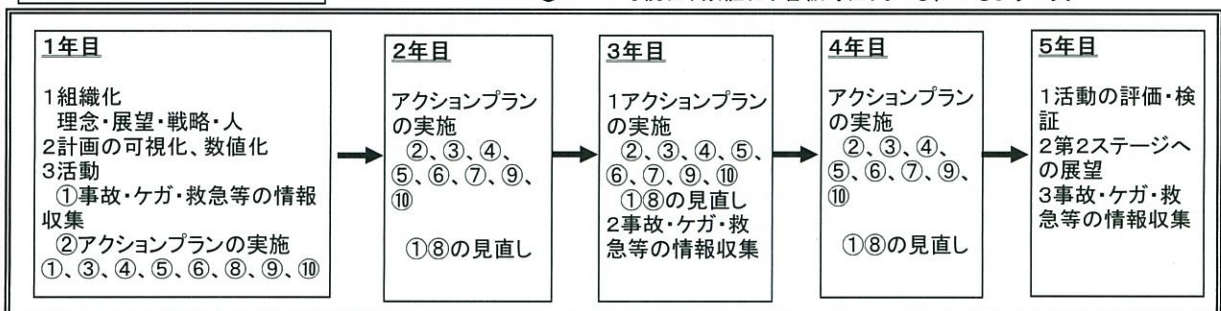 1年目
1組織化
理念・展望・戦略・人
2計画の可視化、数値化
3活動
①事故・ケガ・救急等の情報
収集
②アクションプランの実施
①、③、④、⑤、⑥、⑧、⑨、⑩
2年目
アクションプラン
の実施
②、③、④、
⑤、⑥、⑦、⑨、
⑩
①⑧の見直し
3年目
1アクションプラン
の実施
②、③、④、⑤、
⑥、⑦、⑨、⑩
①⑧の見直し
2事故・ケガ・救
急等の情報収集
4年目
アクションプラン
の実施
②、③、④、
⑤、⑥、⑦、⑨、
⑩
①⑧の見直し
5年目
1活動の評価・検
証
2第2ステージへ
の展望
3事故・ケガ・救
急等の情報収集